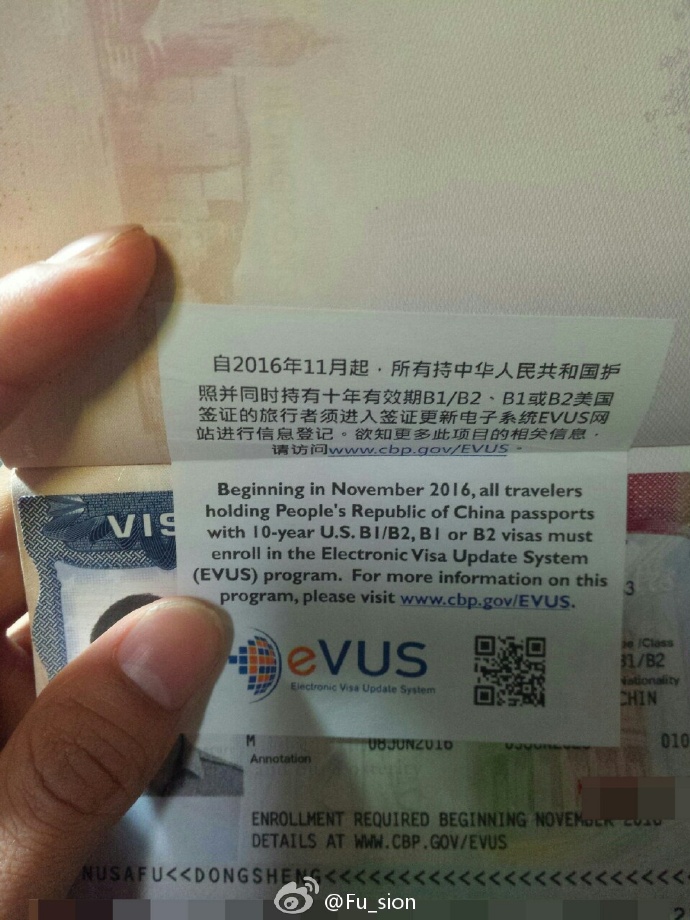 自2016年11月起，所有持中华人民共和国护
照并同时持有十年有效期B1/B2、B1或B2美国
签证的旅行者须进入签证更新电子系统EVUS网
站进行信息登记。欲知更多此项目的相关信息，
请访问www.cbp.gov/EVUS。
Beginning in November 2016, all travelers
holding People's Republic of China passports
with 10-year U.S. B1/B2, B1 or B2 visas must
enroll in the Electronic Visa Update System
(EVUS) program. For more information on this
program, please visit www.cbp.gov/EVUS.
eVUS
Electronic Visa Update System
VIS
3
/Class
B1/B2
Nationality
CHIN
M 08JUN2016 010
Annotation
ENROLLMENT REQUIRED BEGINNING NOVEMBER 2016
DETAILS AT WWW.CBP.GOV/EVUS
NUSAFU<<DONGSHENG<<<<<<<<<<<<<<<<<<<
@Fu_sion